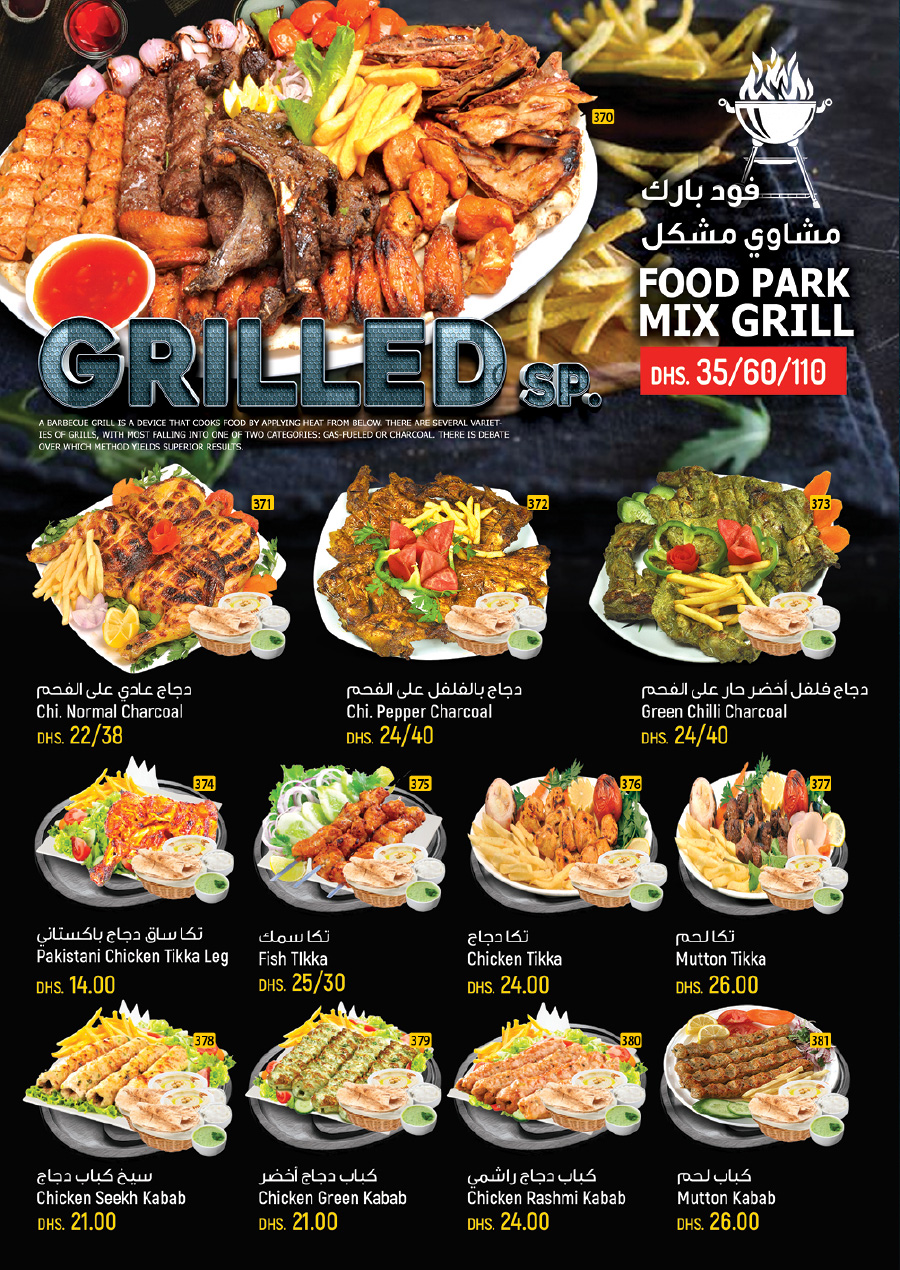 370
فود بارك
مشاوي مشكل
FOOD PARK
MIX GRILL
DHS. 35/60/110
GRILLED SP.
A BARBECUE GRILL IS A DEVICE THAT COOKS FOOD BY APPLYING HEAT FROM BELOW. THERE ARE SEVERAL VARIET-
IES OF GRILLS, WITH MOST FALLING INTO ONE OF TWO CATEGORIES: GAS-FUELED OR CHARCOAL. THERE IS DEBATE
OVER WHICH METHOD YIELDS SUPERIOR RESULTS.
371
دجاج عادي على الفحم
Chi. Normal Charcoal
DHS. 22/38
372
دجاج بالفلفل على الفحم
Chi. Pepper Charcoal
DHS. 24/40
373
دجاج فلفل أخضر حار على الفحم
Green Chilli Charcoal
DHS. 24/40
374
تكا ساق دجاج باكستاني
Pakistani Chicken Tikka Leg
DHS. 14.00
375
تكا سمك
Fish TIkka
DHS. 25/30
376
تكا دجاج
Chicken Tikka
DHS. 24.00
377
تكا لحم
Mutton Tikka
DHS. 26.00
378
سيخ كباب دجاج
Chicken Seekh Kabab
DHS. 21.00
379
كباب دجاج أخضر
Chicken Green Kabab
DHS. 21.00
380
كباب دجاج راشمي
Chicken Rashmi Kabab
DHS. 24.00
381
كباب لحم
Mutton Kabab
DHS. 26.00